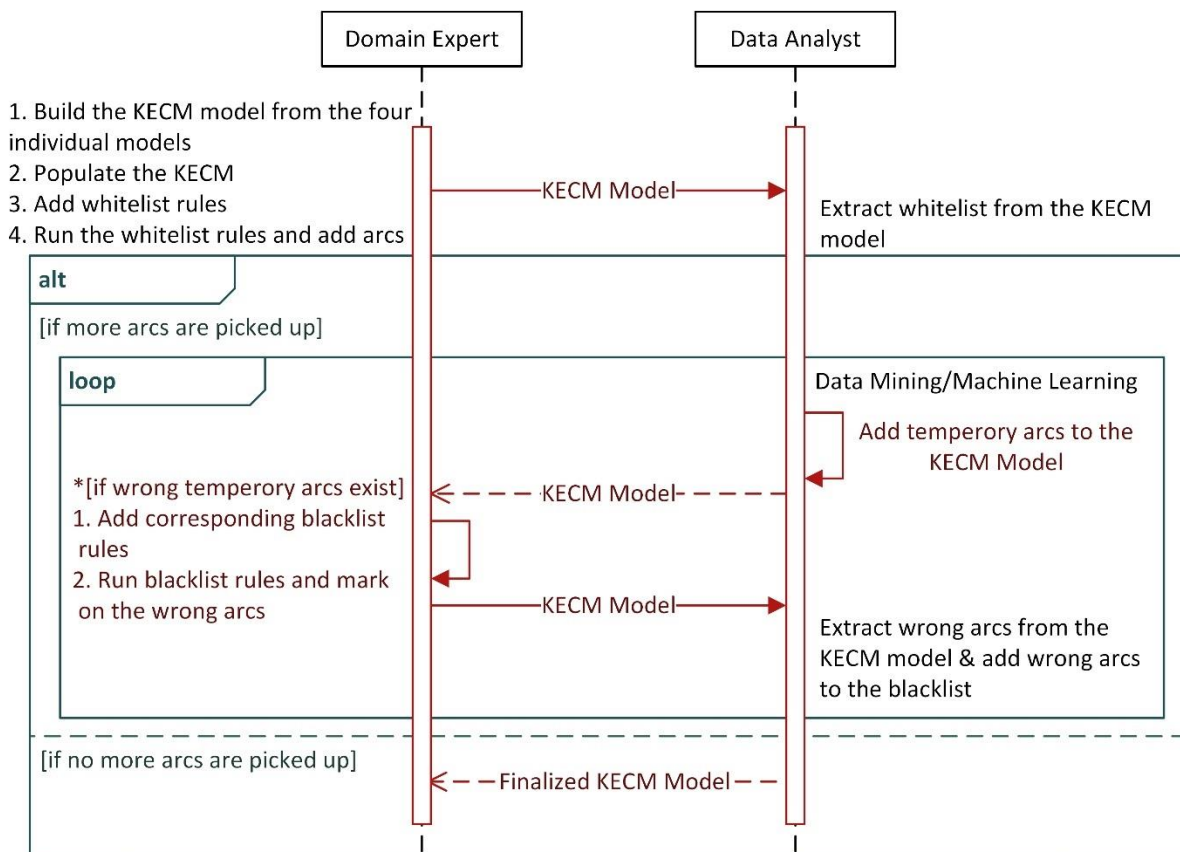 Domain Expert
Data Analyst
1. Build the KECM model from the four
individual models
2. Populate the KECM
3. Add whitelist rules
4. Run the whitelist rules and add arcs
KECM Model
Extract whitelist from the KECM
model
alt
[if more arcs are picked up]
loop
Data Mining/Machine Learning
Add temperory arcs to the
KECM Model
KECM Model
*[if wrong temperory arcs exist]
1. Add corresponding blacklist
rules
2. Run blacklist rules and mark
on the wrong arcs
KECM Model
Extract wrong arcs from the
KECM model & add wrong arcs
to the blacklist
[if no more arcs are picked up]
Finalized KECM Model